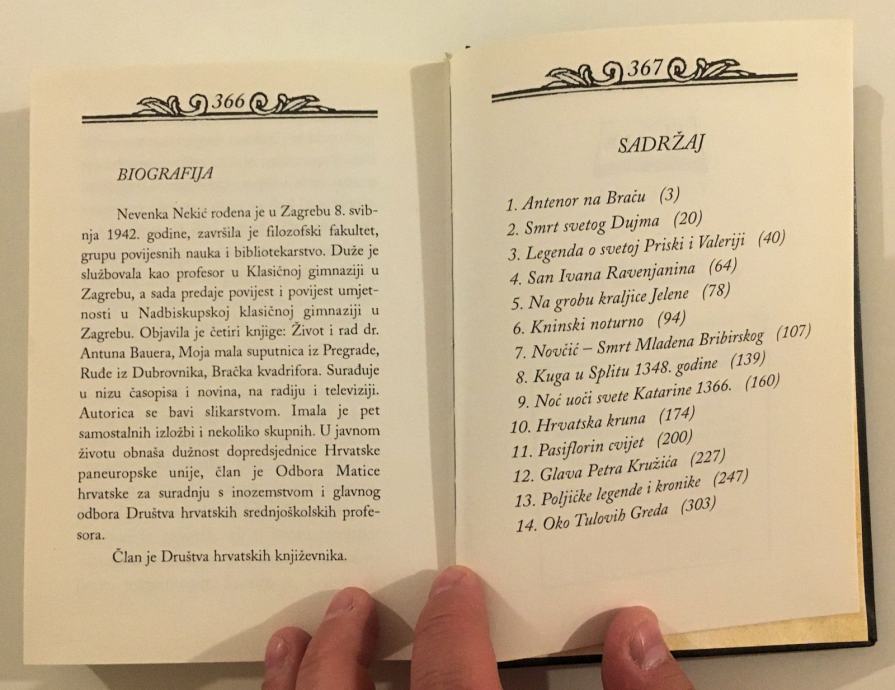 366
BIOGRAFIJA
Nevenka Nekić rođena je u Zagrebu 8. svib-
nja 1942. godine, završila je filozofski fakultet,
grupu povijesnih nauka i bibliotekarstvo. Duže je
službovala kao profesor u Klasičnoj gimnaziji u
Zagrebu, a sada predaje povijest i povijest umjet-
nosti u Nadbiskupskoj klasičnoj gimnaziji u
Zagrebu. Objavila je četiri knjige: Život i rad dr.
Antuna Bauera, Moja mala suputnica iz Pregrade,
Rude iz Dubrovnika, Bračka kvadrifora. Surađuje
u nizu časopisa i novina, na radiju i televiziji.
Autorica se bavi slikarstvom. Imala je pet
samostalnih izložbi i nekoliko skupnih. U javnom
životu obnaša dužnost dopredsjednice Hrvatske
paneuropske unije, član je Odbora Matice
hrvatske za suradnju s inozemstvom i glavnog
odbora Društva hrvatskih srednjoškolskih profe-
sora.
Član je Društva hrvatskih književnika.
367
SADRŽAJ
1. Antenor na Braču (3)
2. Smrt svetog Dujma (20)
3. Legenda o svetoj Priski i Valeriji (40)
4. San Ivana Ravenjanina (64)
5. Na grobu kraljice Jelene (78)
6. Kninski noturno (94)
7. Novčić – Smrt Mladena Bribirskog (107)
8. Kuga u Splitu 1348. godine (139)
9. Noć uoči svete Katarine 1366. (160)
10. Hrvatska kruna (174)
11. Pasiflorin cvijet (200)
12. Glava Petra Kružića (227)
13. Poljičke legende i kronike (247)
14. Oko Tulovih Greda (303)